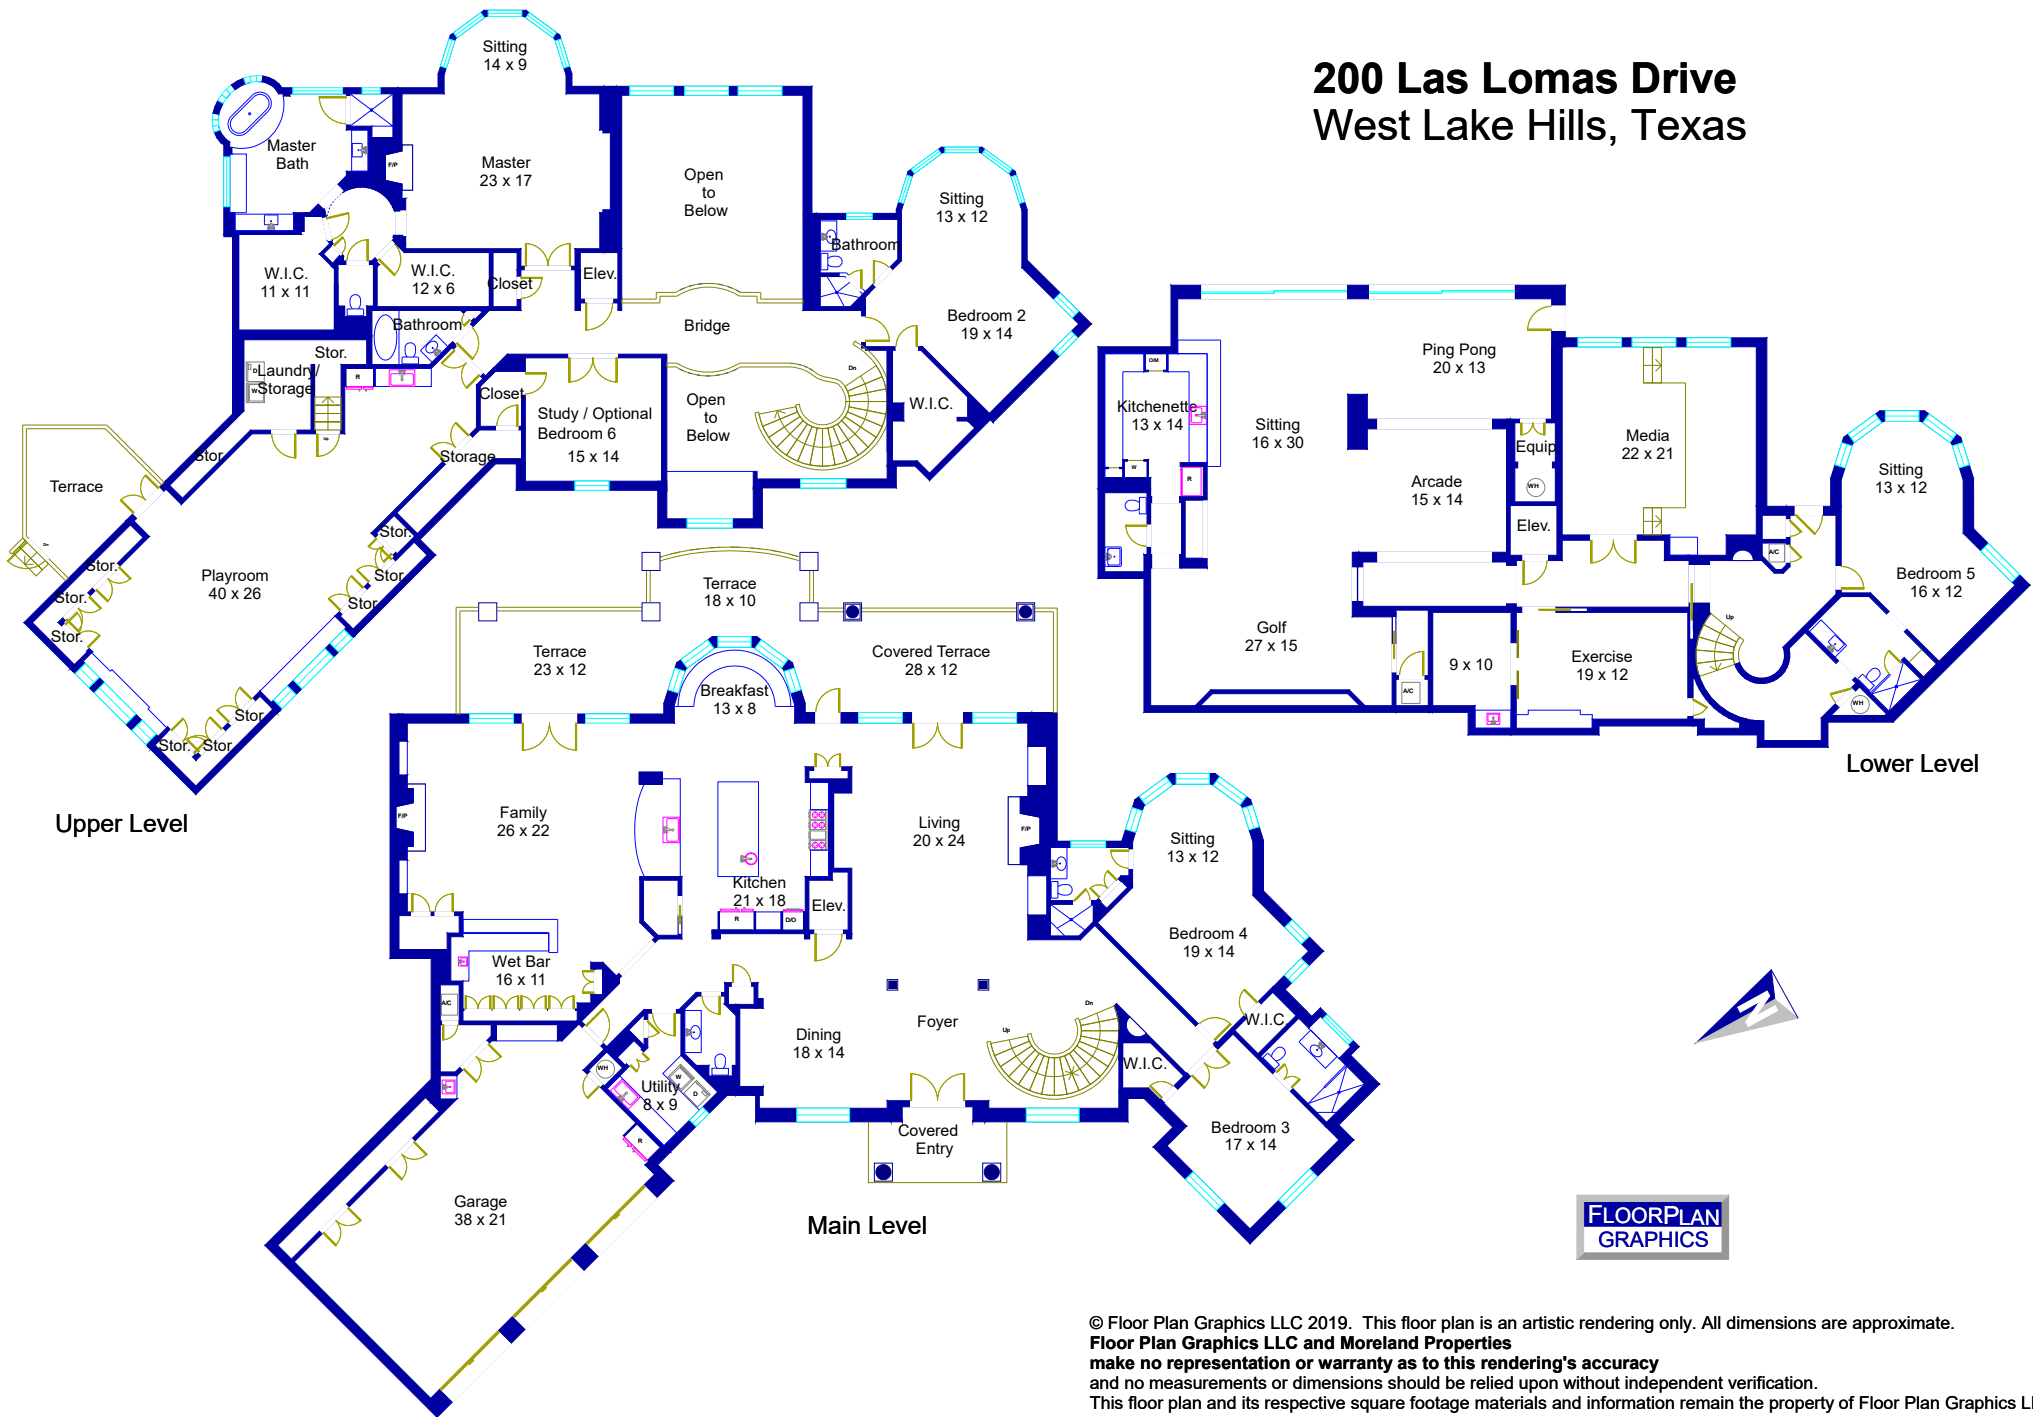 200 Las Lomas Drive
West Lake Hills, Texas
Sitting
14 x 9
Master
Bath
F/P
Master
23 x 17
Open
to
Below
Sitting
13 x 12
Bathroom
W.I.C.
11 x 11
W.I.C.
12 x 6
Closet
Elev.
Bathroom
Bridge
Bedroom 2
19 x 14
Stor.
Laundry/
Storage
D
W
R
Up
Closet
Study / Optional
Bedroom 6
15 x 14
Open
to
Below
Dn
W.I.C.
Storage
Stor.
Terrace
Dn
Stor.
Stor.
Stor.
Stor.
Stor.
Stor.
Playroom
40 x 26
Stor.
Stor.
Stor.
Upper Level
Ping Pong
20 x 13
O/M
Kitchenette
13 x 14
W
R
Sitting
16 x 30
Equip
WH
Media
22 x 21
Arcade
15 x 14
Elev.
Sitting
13 x 12
A/C
Bedroom 5
16 x 12
Golf
27 x 15
9 x 10
Exercise
19 x 12
Up
A/C
WH
Lower Level
Terrace
18 x 10
Terrace
23 x 12
Covered Terrace
28 x 12
Breakfast
13 x 8
Family
26 x 22
F/P
Living
20 x 24
F/P
Kitchen
21 x 18
R
D/O
Elev.
Sitting
13 x 12
Bedroom 4
19 x 14
Wet Bar
16 x 11
A/C
Dining
18 x 14
Foyer
Up
Dn
W.I.C.
W.I.C.
WH
Utility
8 x 9
W
D
R
Covered
Entry
Bedroom 3
17 x 14
Garage
38 x 21
Main Level
N
FLOORPLAN
GRAPHICS
© Floor Plan Graphics LLC 2019.  This floor plan is an artistic rendering only. All dimensions are approximate.
Floor Plan Graphics LLC and Moreland Properties
make no representation or warranty as to this rendering's accuracy
and no measurements or dimensions should be relied upon without independent verification.
This floor plan and its respective square footage materials and information remain the property of Floor Plan Graphics